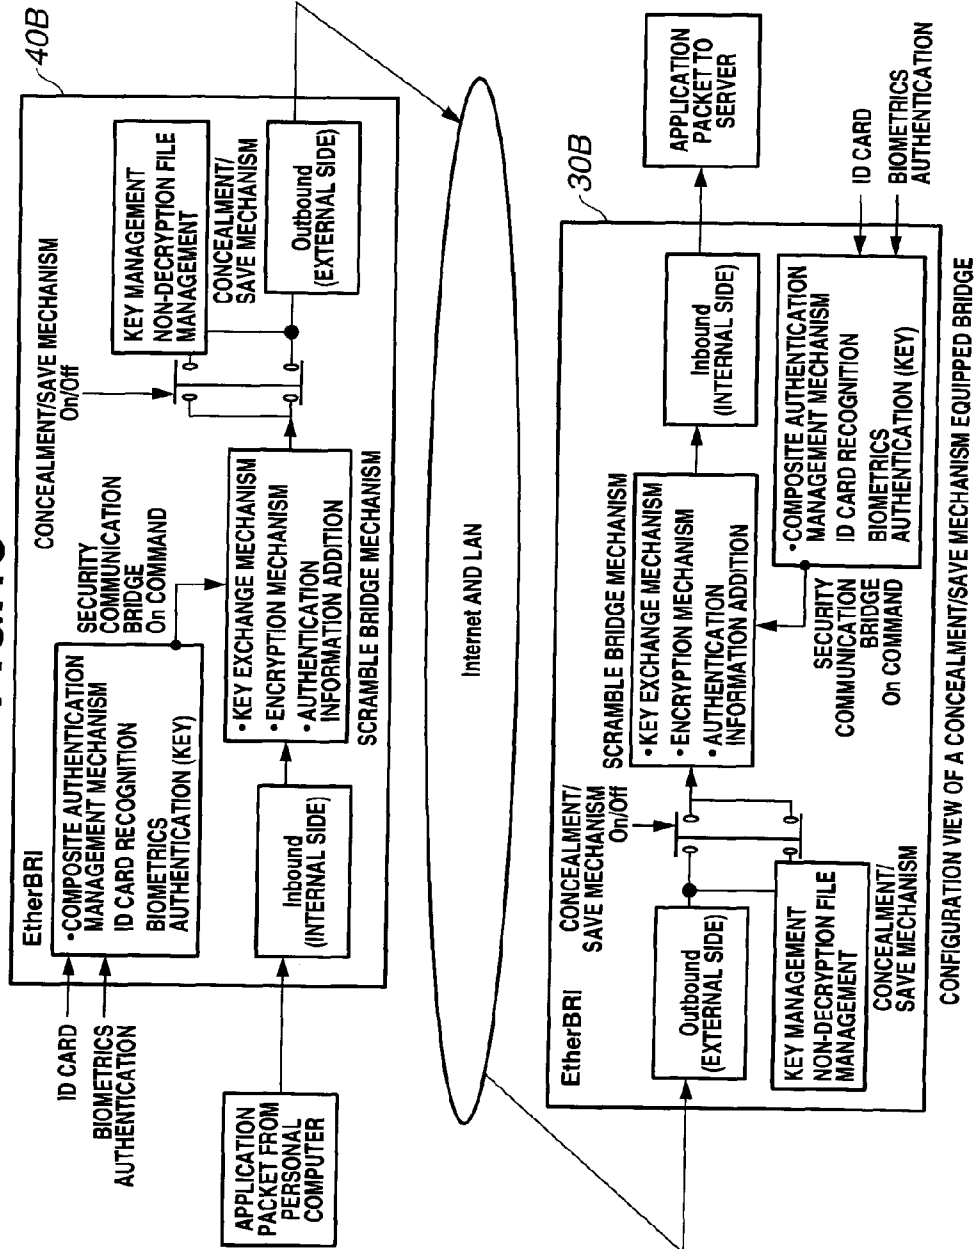 40B
EtherBRI
ID CARD
BIOMETRICS
AUTHENTICATION
• COMPOSITE AUTHENTICATION
MANAGEMENT MECHANISM
ID CARD RECOGNITION
BIOMETRICS
AUTHENTICATION (KEY)
SECURITY
COMMUNICATION
BRIDGE
On COMMAND
CONCEALMENT/SAVE MECHANISM
On/Off
KEY MANAGEMENT
NON-DECRYPTION FILE
MANAGEMENT
CONCEALMENT/
SAVE MECHANISM
APPLICATION
PACKET FROM
PERSONAL
COMPUTER
Inbound
(INTERNAL SIDE)
• KEY EXCHANGE MECHANISM
• ENCRYPTION MECHANISM
• AUTHENTICATION
INFORMATION ADDITION
SCRAMBLE BRIDGE MECHANISM
Outbound
(EXTERNAL SIDE)
Internet AND LAN
30B
EtherBRI
CONCEALMENT/
SAVE MECHANISM
On/Off
Outbound
(EXTERNAL SIDE)
KEY MANAGEMENT
NON-DECRYPTION FILE
MANAGEMENT
CONCEALMENT/
SAVE MECHANISM
SCRAMBLE BRIDGE MECHANISM
• KEY EXCHANGE MECHANISM
• ENCRYPTION MECHANISM
• AUTHENTICATION
INFORMATION ADDITION
Inbound
(INTERNAL SIDE)
APPLICATION
PACKET TO
SERVER
SECURITY
COMMUNICATION
BRIDGE
On COMMAND
• COMPOSITE AUTHENTICATION
MANAGEMENT MECHANISM
ID CARD RECOGNITION
BIOMETRICS
AUTHENTICATION (KEY)
ID CARD
BIOMETRICS
AUTHENTICATION
CONFIGURATION VIEW OF A CONCEALMENT/SAVE MECHANISM EQUIPPED BRIDGE